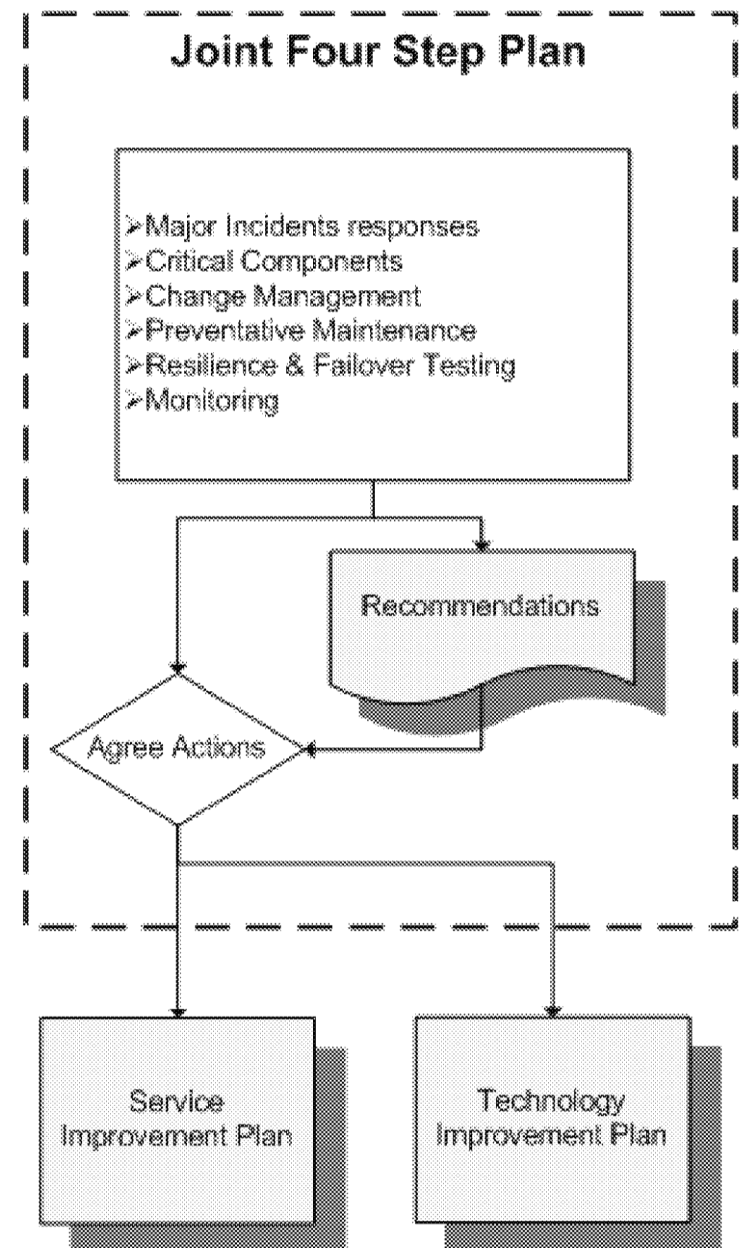 Joint Four Step Plan
➢Major Incidents responses
➢Critical Components
➢Change Management
➢Preventative Maintenance
➢Resilience & Failover Testing
➢Monitoring
Recommendations
Agree Actions
Service
Improvement Plan
Technology
Improvement Plan